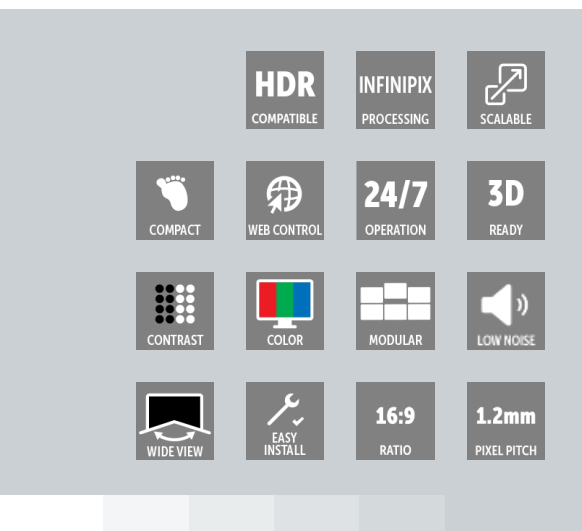 HDR
COMPATIBLE
INFINIPIX
PROCESSING
SCALABLE
COMPACT
WEB CONTROL
24/7
OPERATION
3D
READY
CONTRAST
COLOR
MODULAR
LOW NOISE
WIDE VIEW
EASY
INSTALL
16:9
RATIO
1.2mm
PIXEL PITCH